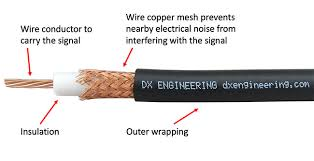 Wire conductor to
carry the signal
Wire copper mesh prevents
nearby electrical noise from
interfering with the signal
DX ENGINEERING dxengineering.com
Insulation
Outer wrapping